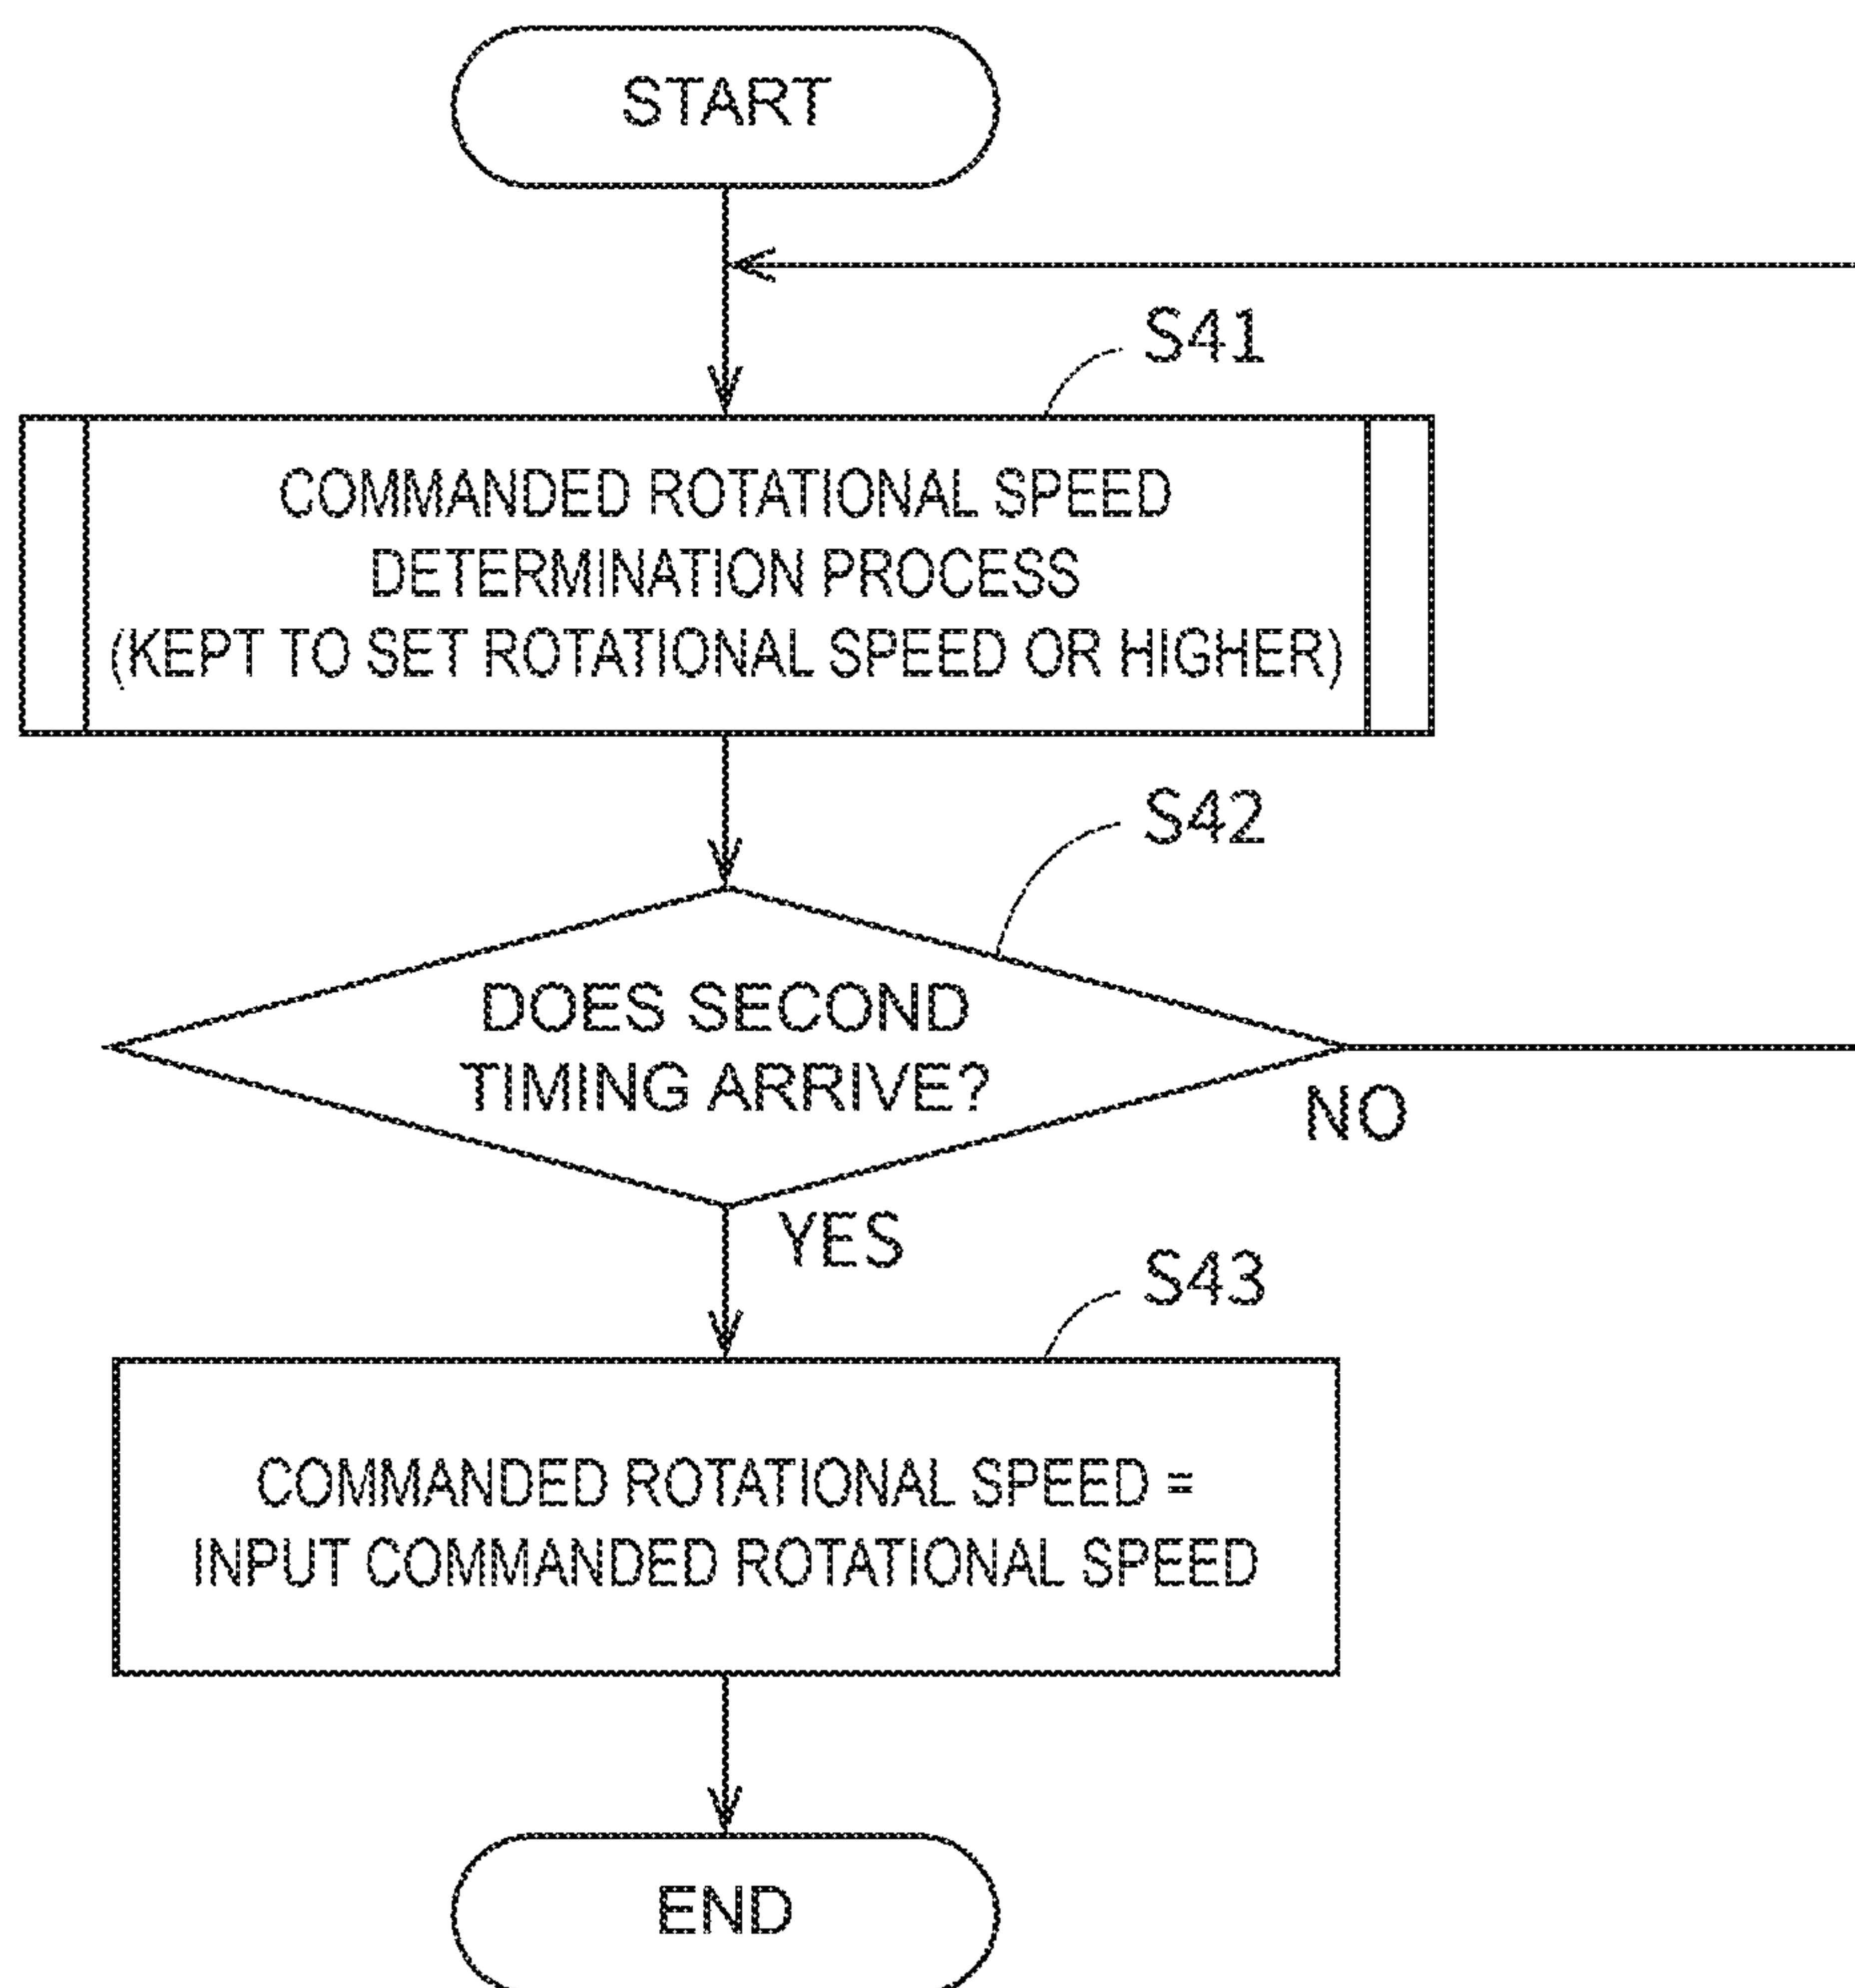 START
S41
COMMANDED ROTATIONAL SPEED
DETERMINATION PROCESS
(KEPT TO SET ROTATIONAL SPEED OR HIGHER)
S42
DOES SECOND
TIMING ARRIVE?
NO
YES
S43
COMMANDED ROTATIONAL SPEED =
INPUT COMMANDED ROTATIONAL SPEED
END